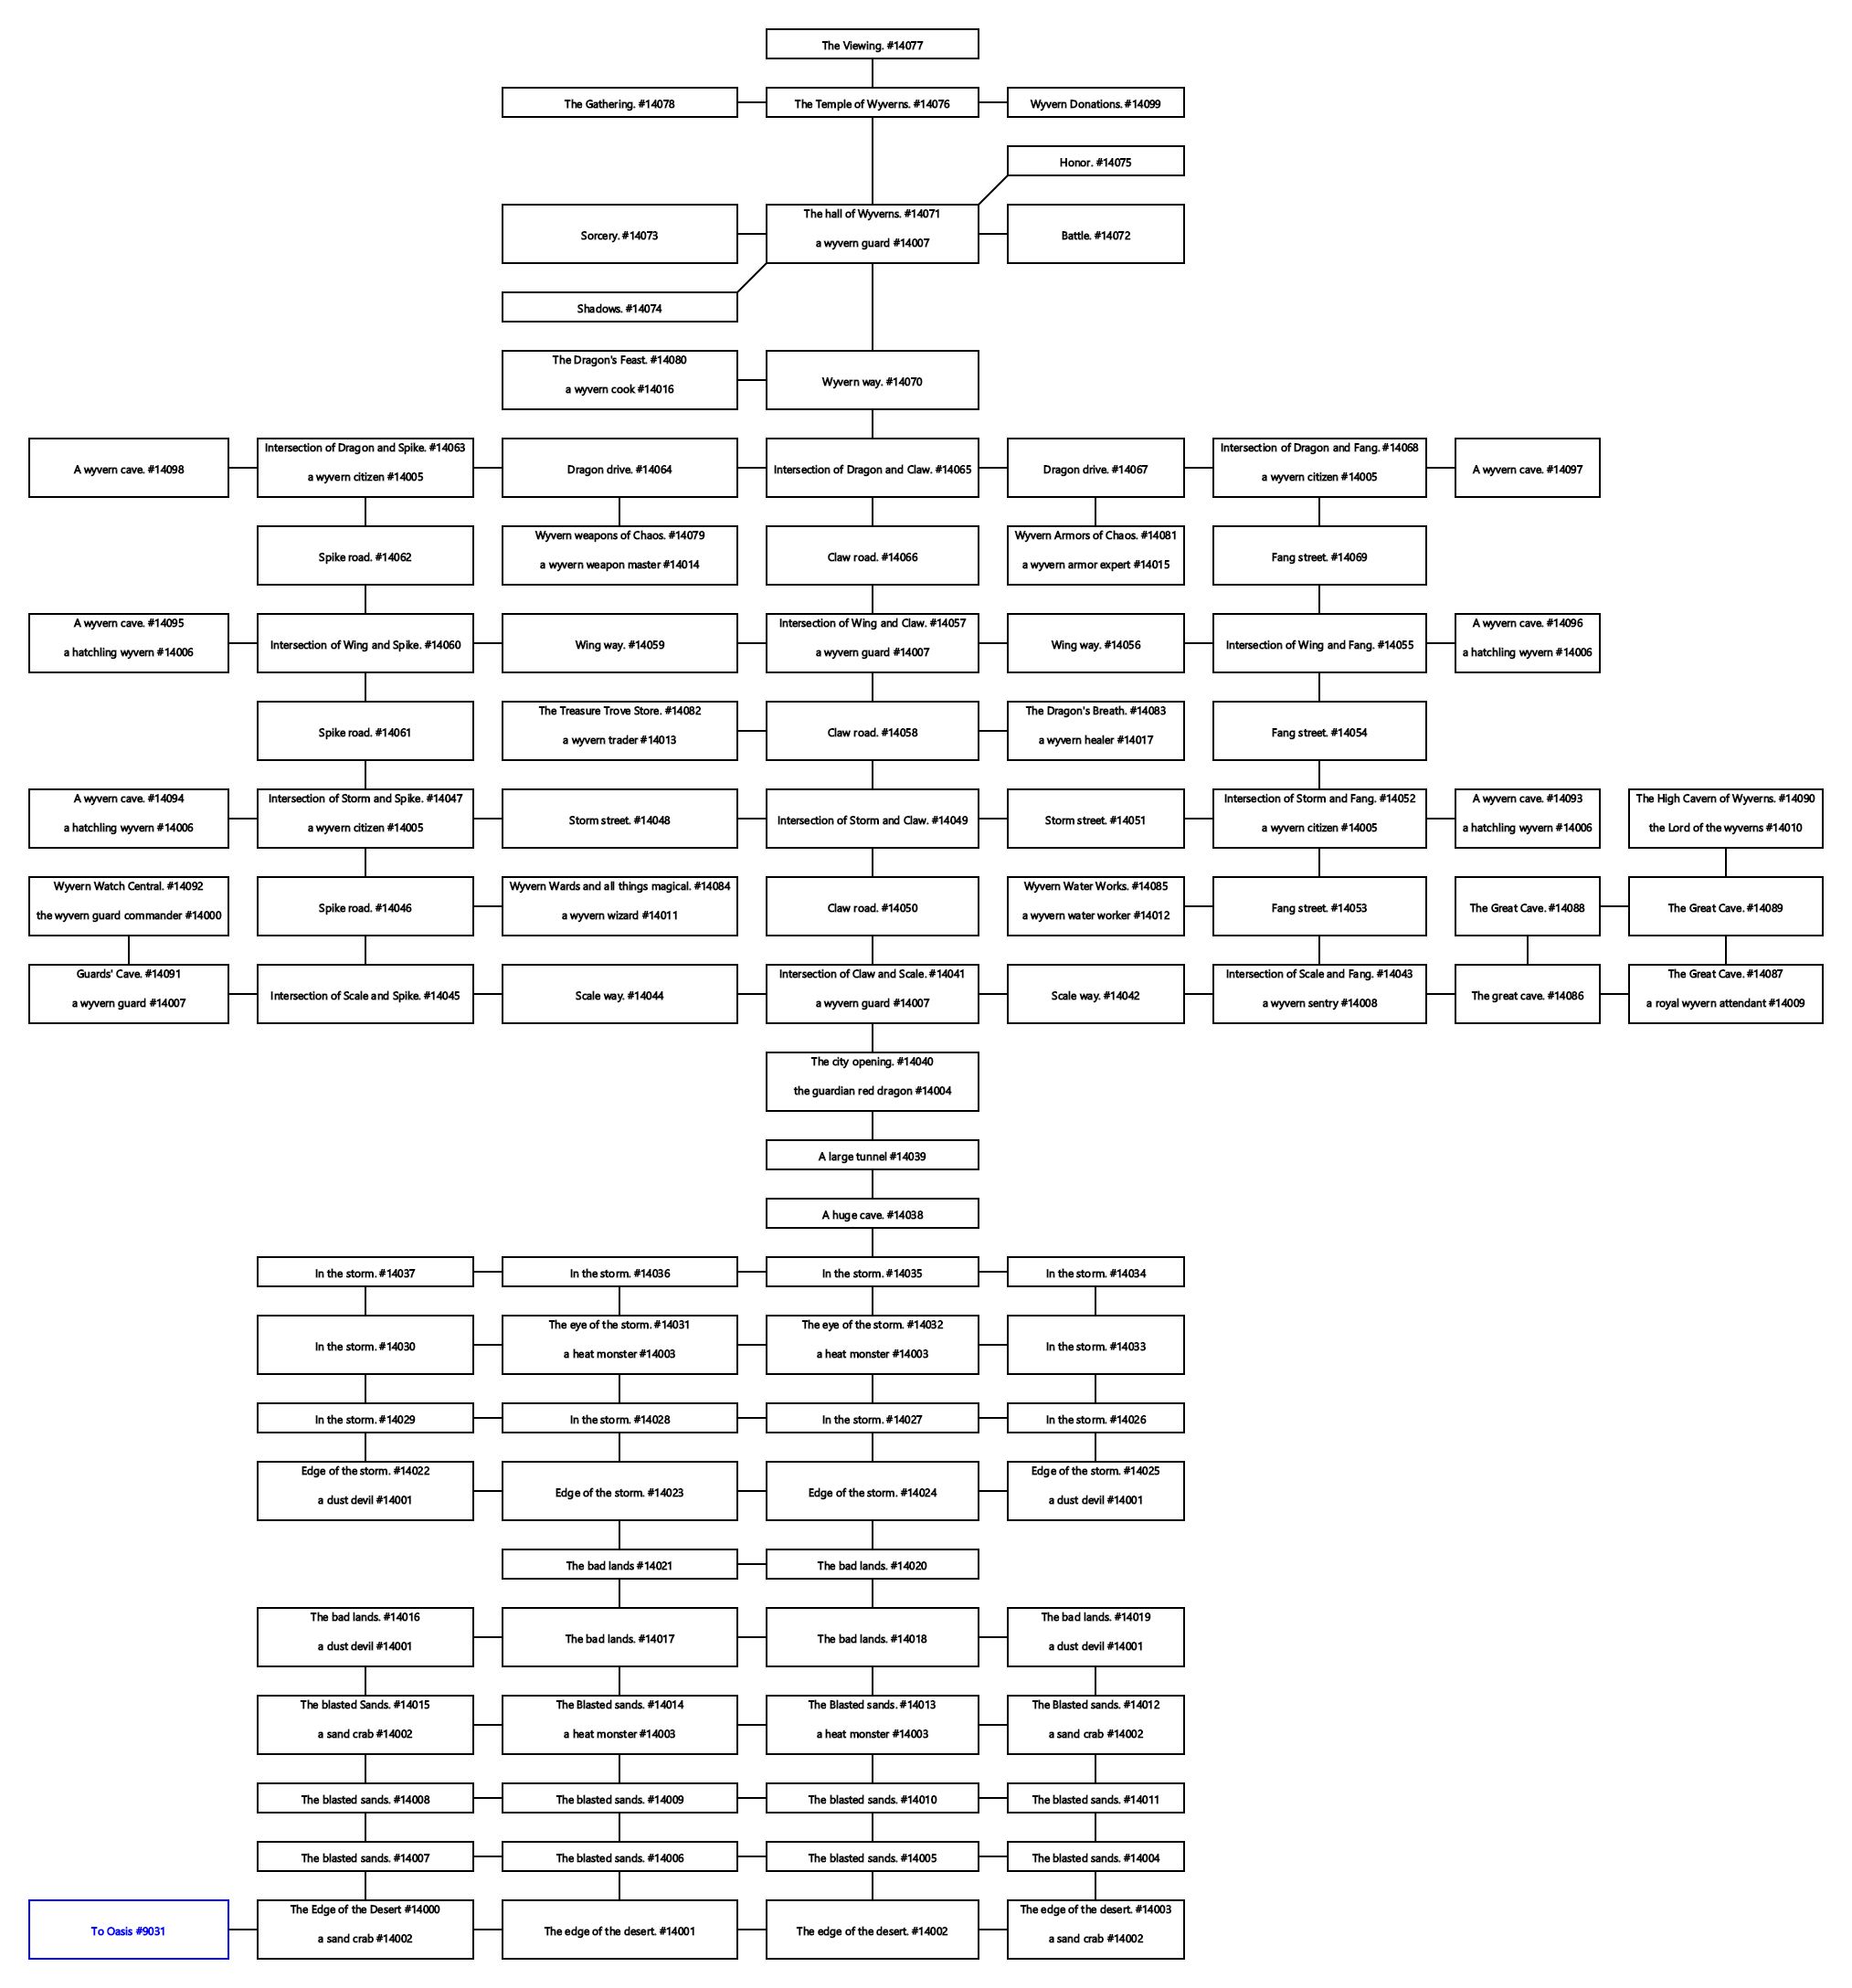 The Viewing. #14077
The Gathering. #14078
The Temple of Wyverns. #14076
Wyvern Donations. #14099
Honor. #14075
Sorcery. #14073
The hall of Wyverns. #14071
a wyvern guard #14007
Battle. #14072
Shadows. #14074
The Dragon's Feast. #14080
a wyvern cook #14016
Wyvern way. #14070
A wyvern cave. #14098
Intersection of Dragon and Spike. #14063
a wyvern citizen #14005
Dragon drive. #14064
Intersection of Dragon and Claw. #14065
Dragon drive. #14067
Intersection of Dragon and Fang. #14068
a wyvern citizen #14005
A wyvern cave. #14097
Spike road. #14062
Wyvern weapons of Chaos. #14079
a wyvern weapon master #14014
Claw road. #14066
Wyvern Armors of Chaos. #14081
a wyvern armor expert #14015
Fang street. #14069
A wyvern cave. #14095
a hatchling wyvern #14006
Intersection of Wing and Spike. #14060
Wing way. #14059
Intersection of Wing and Claw. #14057
a wyvern guard #14007
Wing way. #14056
Intersection of Wing and Fang. #14055
A wyvern cave. #14096
a hatchling wyvern #14006
Spike road. #14061
The Treasure Trove Store. #14082
a wyvern trader #14013
Claw road. #14058
The Dragon's Breath. #14083
a wyvern healer #14017
Fang street. #14054
A wyvern cave. #14094
a hatchling wyvern #14006
Intersection of Storm and Spike. #14047
a wyvern citizen #14005
Storm street. #14048
Intersection of Storm and Claw. #14049
Storm street. #14051
Intersection of Storm and Fang. #14052
a wyvern citizen #14005
A wyvern cave. #14093
a hatchling wyvern #14006
The High Cavern of Wyverns. #14090
the Lord of the wyverns #14010
Wyvern Watch Central. #14092
the wyvern guard commander #14000
Spike road. #14046
Wyvern Wards and all things magical. #14084
a wyvern wizard #14011
Claw road. #14050
Wyvern Water Works. #14085
a wyvern water worker #14012
Fang street. #14053
The Great Cave. #14088
The Great Cave. #14089
Guards' Cave. #14091
a wyvern guard #14007
Intersection of Scale and Spike. #14045
Scale way. #14044
Intersection of Claw and Scale. #14041
a wyvern guard #14007
Scale way. #14042
Intersection of Scale and Fang. #14043
a wyvern sentry #14008
The great cave. #14086
The Great Cave. #14087
a royal wyvern attendant #14009
The city opening. #14040
the guardian red dragon #14004
A large tunnel #14039
A huge cave. #14038
In the storm. #14037
In the storm. #14036
In the storm. #14035
In the storm. #14034
In the storm. #14030
The eye of the storm. #14031
a heat monster #14003
The eye of the storm. #14032
a heat monster #14003
In the storm. #14033
In the storm. #14029
In the storm. #14028
In the storm. #14027
In the storm. #14026
Edge of the storm. #14022
a dust devil #14001
Edge of the storm. #14023
Edge of the storm. #14024
Edge of the storm. #14025
a dust devil #14001
The bad lands #14021
The bad lands. #14020
The bad lands. #14016
a dust devil #14001
The bad lands. #14017
The bad lands. #14018
The bad lands. #14019
a dust devil #14001
The blasted Sands. #14015
a sand crab #14002
The Blasted sands. #14014
a heat monster #14003
The Blasted sands. #14013
a heat monster #14003
The Blasted sands. #14012
a sand crab #14002
The blasted sands. #14008
The blasted sands. #14009
The blasted sands. #14010
The blasted sands. #14011
The blasted sands. #14007
The blasted sands. #14006
The blasted sands. #14005
The blasted sands. #14004
To Oasis #9031
The Edge of the Desert #14000
a sand crab #14002
The edge of the desert. #14001
The edge of the desert. #14002
The edge of the desert. #14003
a sand crab #14002